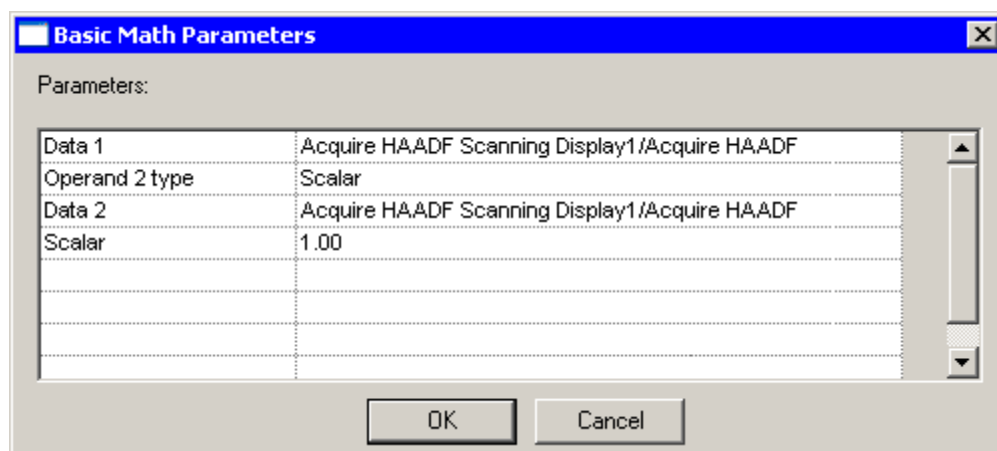 Basic Math Parameters
Parameters:
Data 1 Acquire HAADF Scanning Display1/Acquire HAADF
Operand 2 type Scalar
Data 2 Acquire HAADF Scanning Display1/Acquire HAADF
Scalar 1.00
OK Cancel